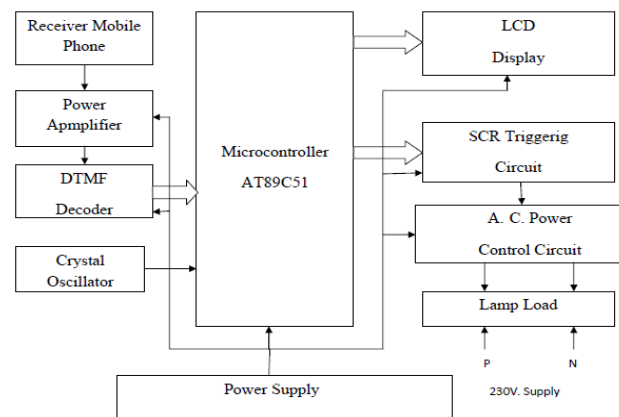 Receiver Mobile
Phone
Power
Apmplifier
DTMF
Decoder
Crystal
Oscillator
Microcontroller
AT89C51
LCD
Display
SCR Triggerig
Circuit
A. C. Power
Control Circuit
Lamp Load
P N
230V. Supply
Power Supply